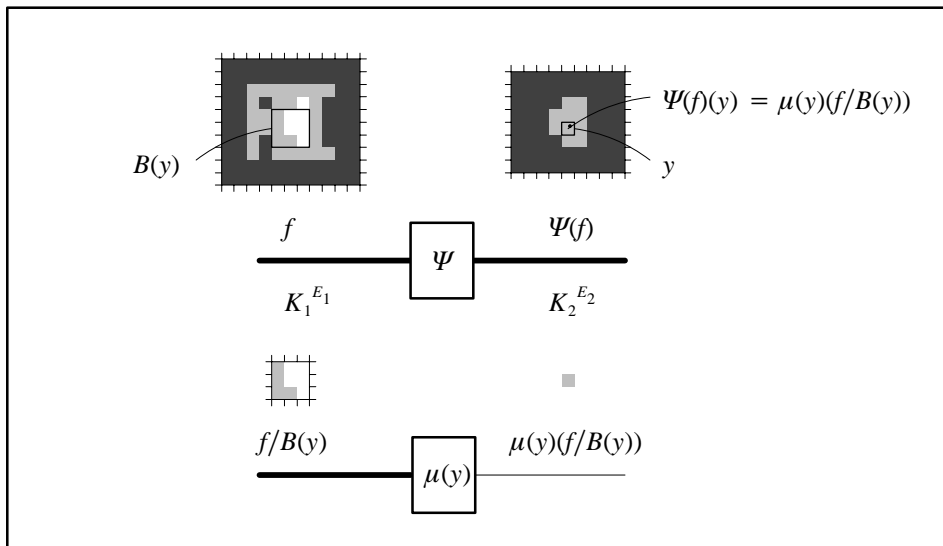 Ψ(f)(y) = μ(y)(f/B(y))
B(y)
y
f
Ψ(f)
Ψ
K₁^E₁
K₂^E₂
f/B(y)
μ(y)(f/B(y))
μ(y)